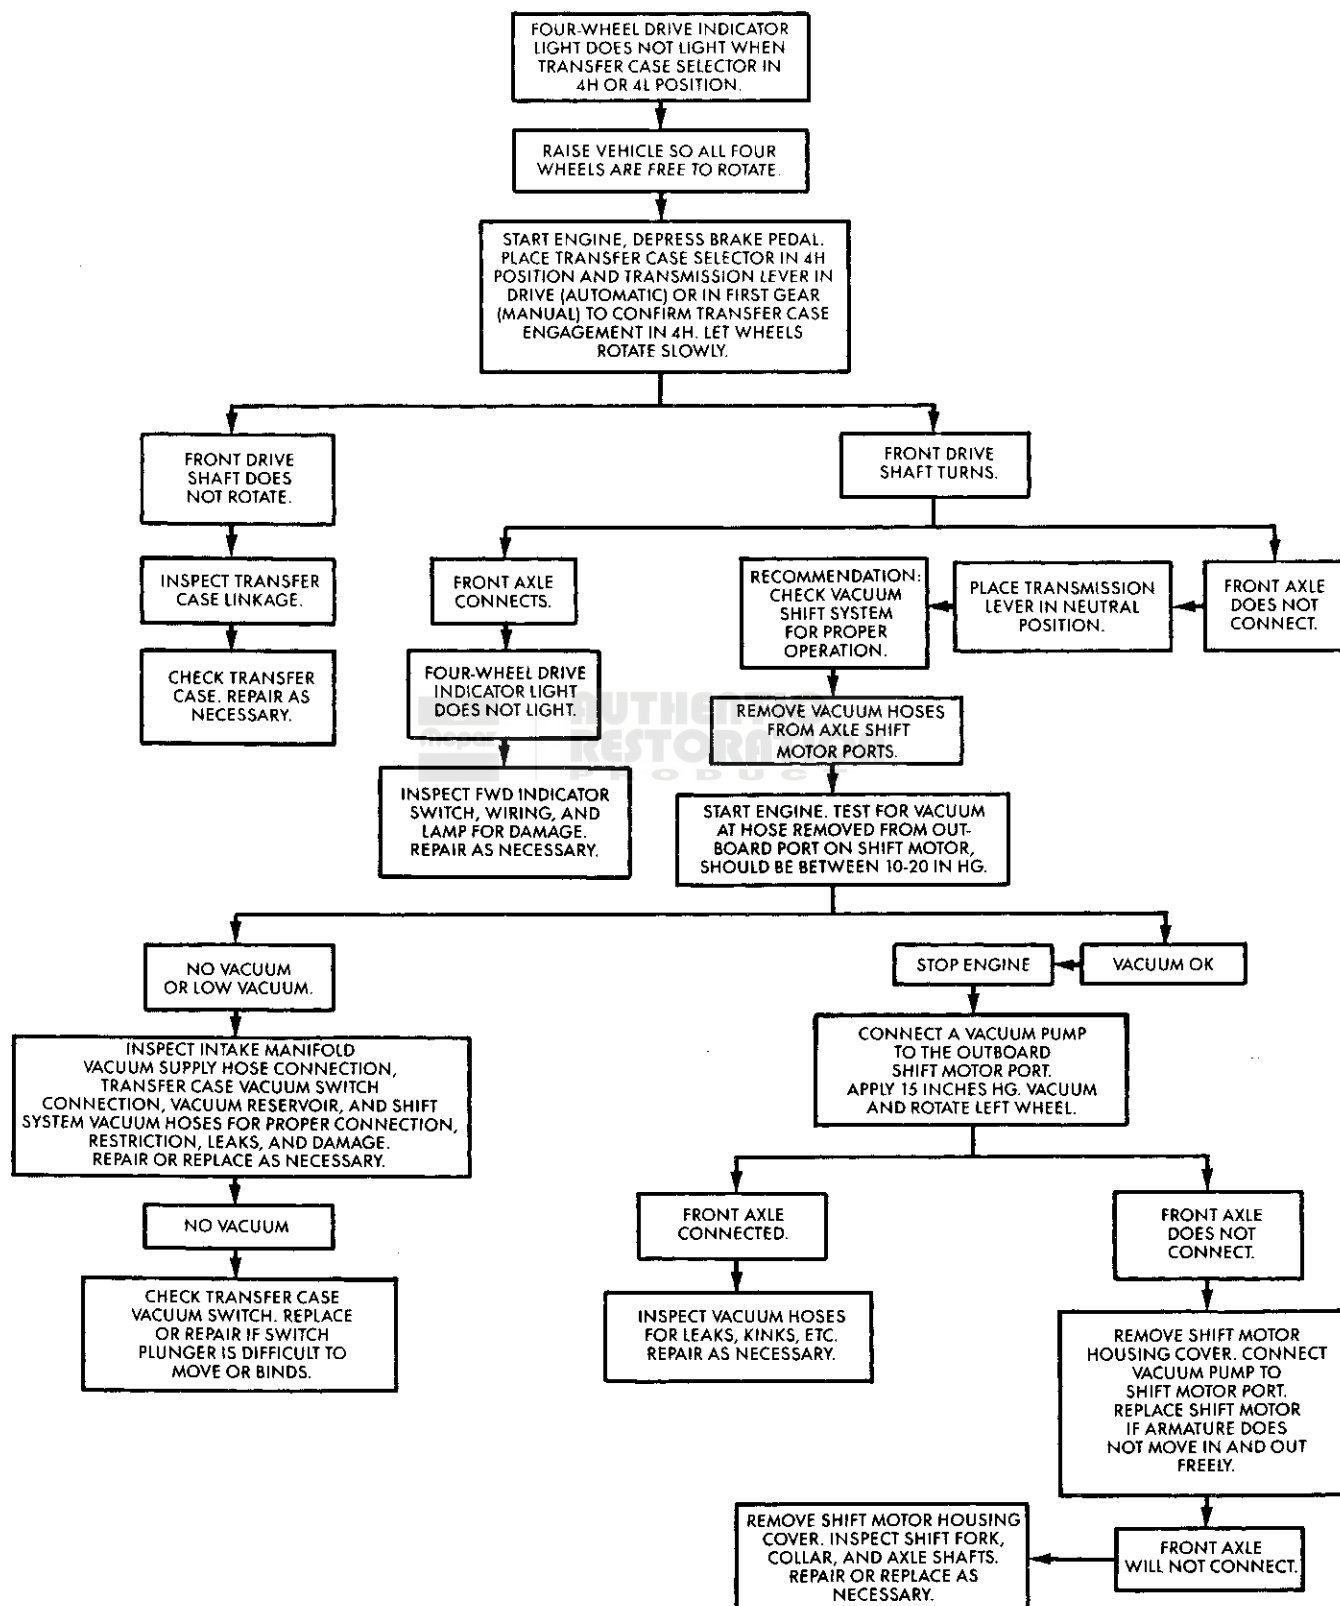 FOUR-WHEEL DRIVE INDICATOR
LIGHT DOES NOT LIGHT WHEN
TRANSFER CASE SELECTOR IN
4H OR 4L POSITION.
RAISE VEHICLE SO ALL FOUR
WHEELS ARE FREE TO ROTATE.
START ENGINE, DEPRESS BRAKE PEDAL.
PLACE TRANSFER CASE SELECTOR IN 4H
POSITION AND TRANSMISSION LEVER IN
DRIVE (AUTOMATIC) OR IN FIRST GEAR
(MANUAL) TO CONFIRM TRANSFER CASE
ENGAGEMENT IN 4H. LET WHEELS
ROTATE SLOWLY.
FRONT DRIVE
SHAFT DOES
NOT ROTATE.
FRONT DRIVE
SHAFT TURNS.
INSPECT TRANSFER
CASE LINKAGE.
FRONT AXLE
CONNECTS.
RECOMMENDATION:
CHECK VACUUM
SHIFT SYSTEM
FOR PROPER
OPERATION.
PLACE TRANSMISSION
LEVER IN NEUTRAL
POSITION.
FRONT AXLE
DOES NOT
CONNECT.
CHECK TRANSFER
CASE. REPAIR AS
NECESSARY.
FOUR-WHEEL DRIVE
INDICATOR LIGHT
DOES NOT LIGHT.
REMOVE VACUUM HOSES
FROM AXLE SHIFT
MOTOR PORTS.
Mopar
AUTHENTIC
RESTORATION
PRODUCT
INSPECT FWD INDICATOR
SWITCH, WIRING, AND
LAMP FOR DAMAGE.
REPAIR AS NECESSARY.
START ENGINE. TEST FOR VACUUM
AT HOSE REMOVED FROM OUT-
BOARD PORT ON SHIFT MOTOR,
SHOULD BE BETWEEN 10-20 IN HG.
NO VACUUM
OR LOW VACUUM.
STOP ENGINE
VACUUM OK
INSPECT INTAKE MANIFOLD
VACUUM SUPPLY HOSE CONNECTION,
TRANSFER CASE VACUUM SWITCH
CONNECTION, VACUUM RESERVOIR, AND SHIFT
SYSTEM VACUUM HOSES FOR PROPER CONNECTION,
RESTRICTION, LEAKS, AND DAMAGE.
REPAIR OR REPLACE AS NECESSARY.
CONNECT A VACUUM PUMP
TO THE OUTBOARD
SHIFT MOTOR PORT.
APPLY 15 INCHES HG. VACUUM
AND ROTATE LEFT WHEEL.
NO VACUUM
FRONT AXLE
CONNECTED.
FRONT AXLE
DOES NOT
CONNECT.
CHECK TRANSFER CASE
VACUUM SWITCH. REPLACE
OR REPAIR IF SWITCH
PLUNGER IS DIFFICULT TO
MOVE OR BINDS.
INSPECT VACUUM HOSES
FOR LEAKS, KINKS, ETC.
REPAIR AS NECESSARY.
REMOVE SHIFT MOTOR
HOUSING COVER. CONNECT
VACUUM PUMP TO
SHIFT MOTOR PORT.
REPLACE SHIFT MOTOR
IF ARMATURE DOES
NOT MOVE IN AND OUT
FREELY.
REMOVE SHIFT MOTOR HOUSING
COVER. INSPECT SHIFT FORK,
COLLAR, AND AXLE SHAFTS.
REPAIR OR REPLACE AS
NECESSARY.
FRONT AXLE
WILL NOT CONNECT.